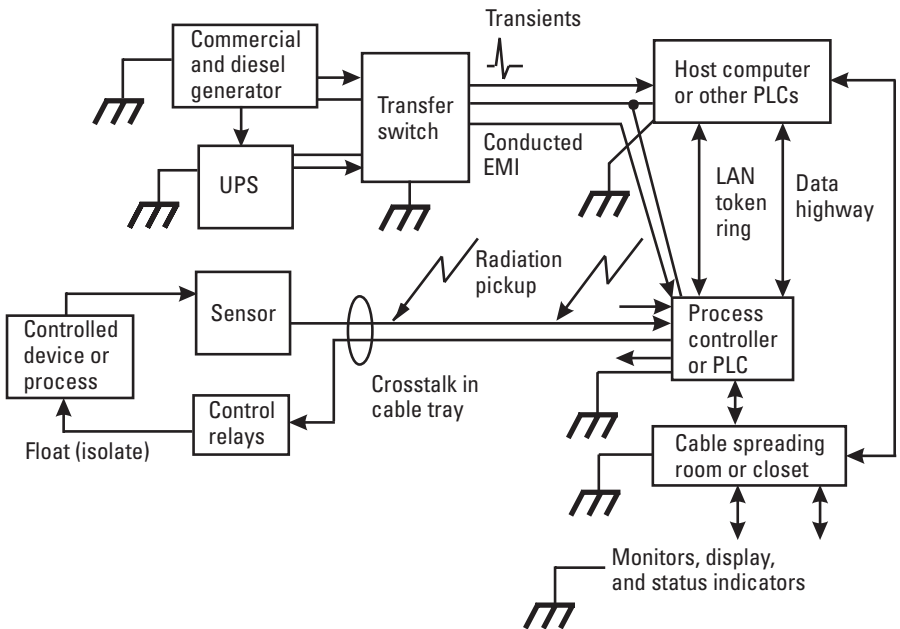 Transients
Commercial
and diesel
generator
Transfer
switch
Host computer
or other PLCs
Conducted
EMI
UPS
LAN
token
ring
Data
highway
Radiation
pickup
Sensor
Process
controller
or PLC
Controlled
device or
process
Crosstalk in
cable tray
Control
relays
Float (isolate)
Cable spreading
room or closet
Monitors, display,
and status indicators